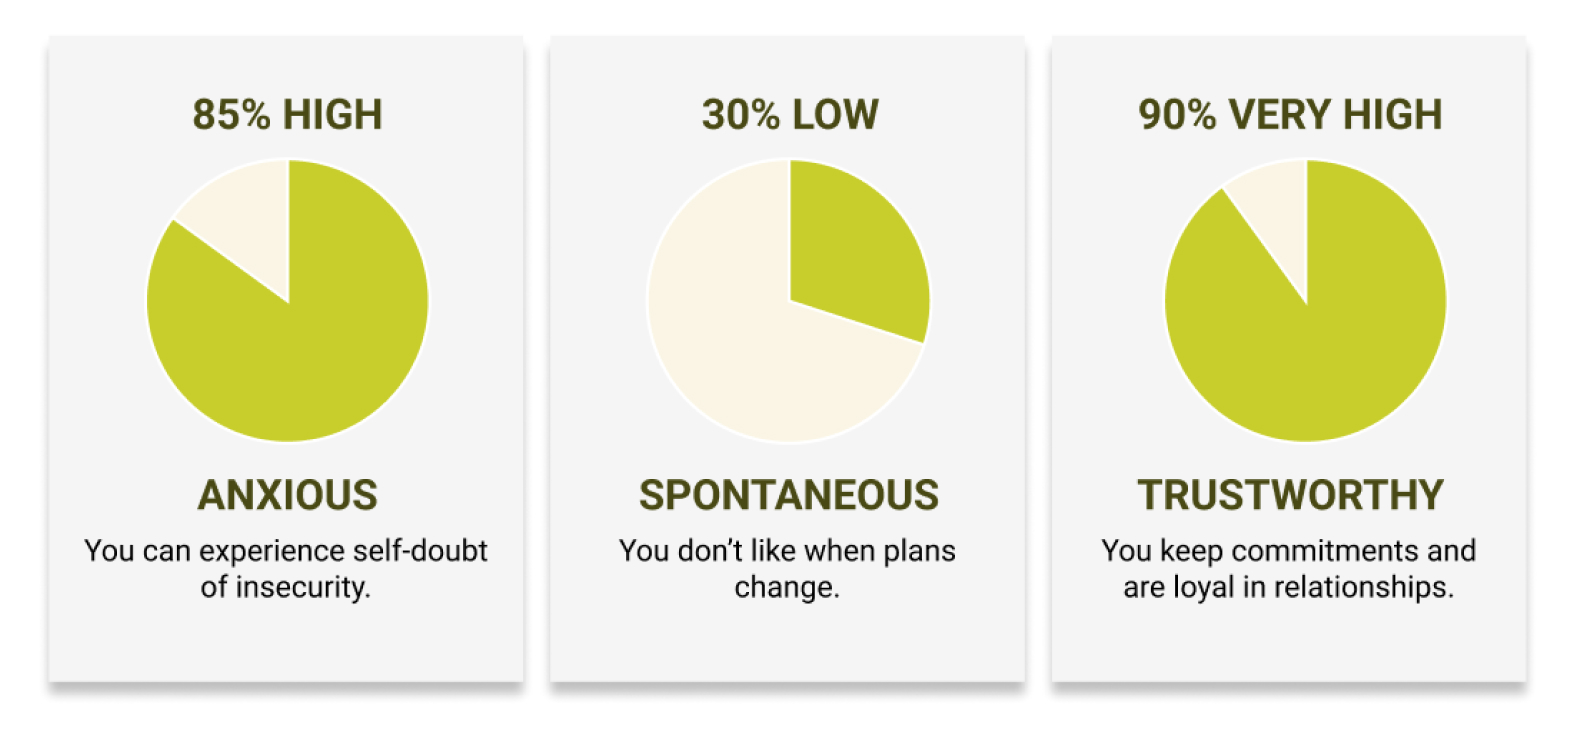 85% HIGH
ANXIOUS
You can experience self-doubt
of insecurity.
30% LOW
SPONTANEOUS
You don’t like when plans
change.
90% VERY HIGH
TRUSTWORTHY
You keep commitments and
are loyal in relationships.